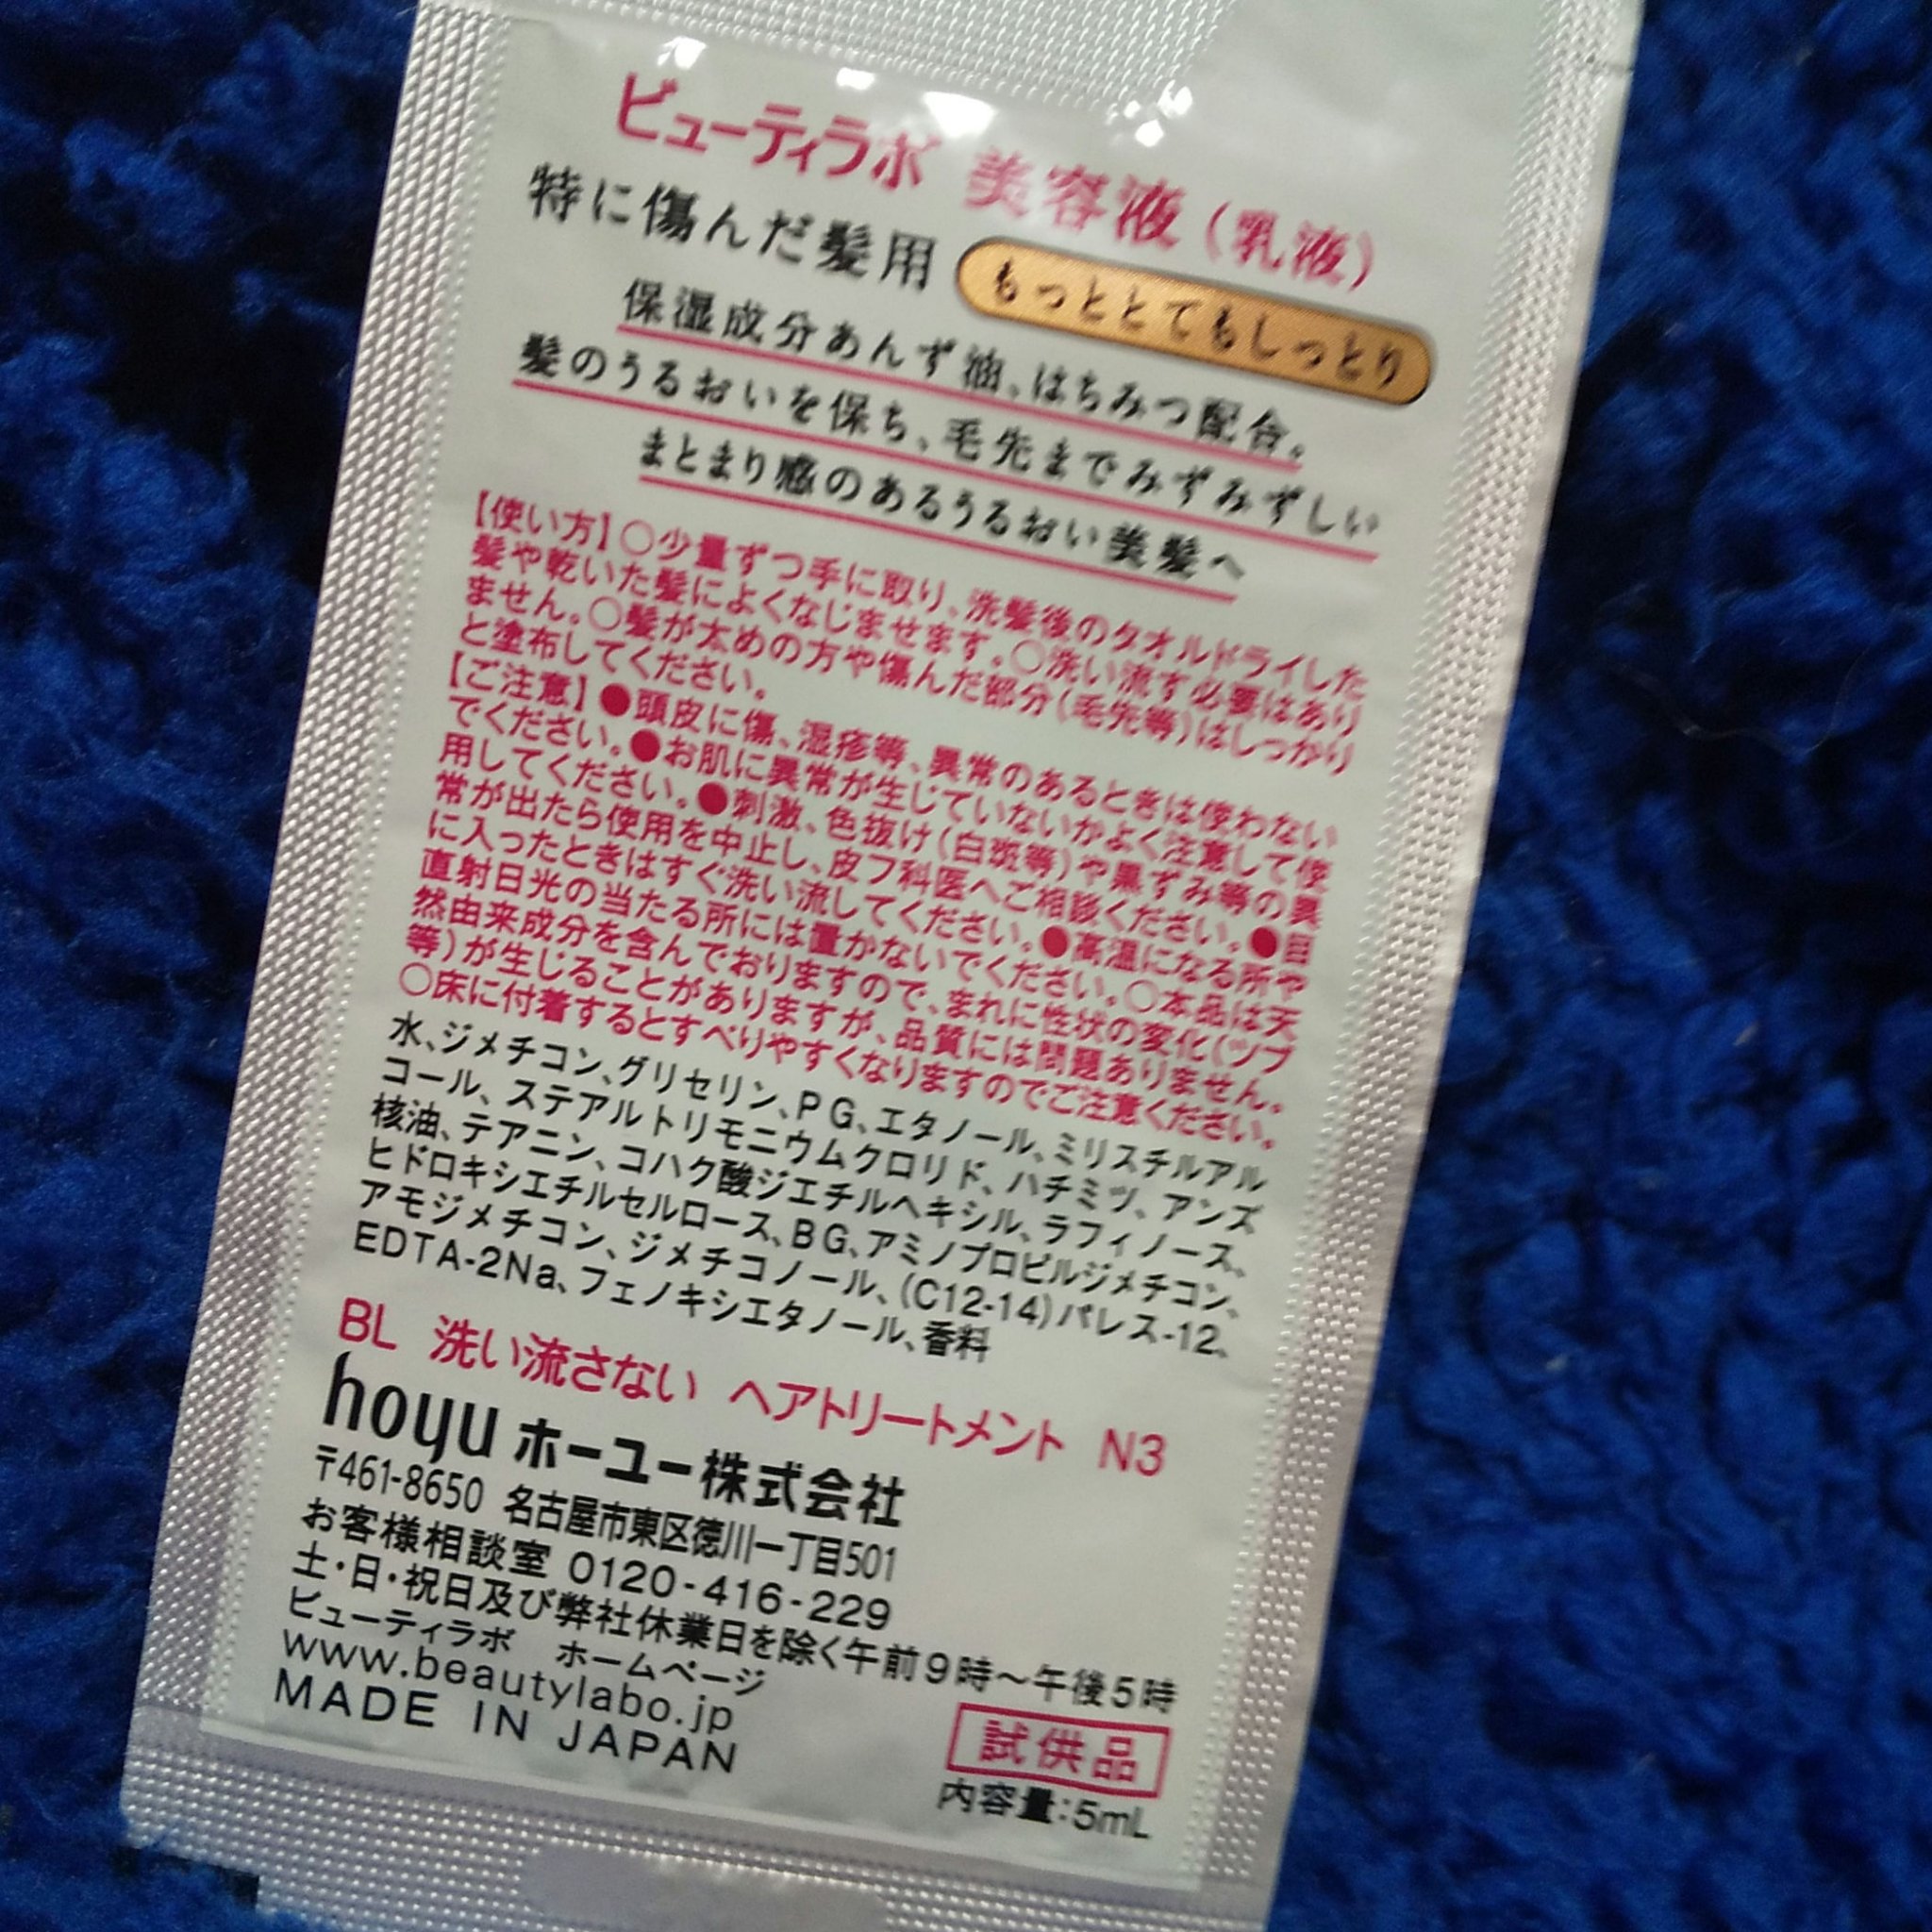 ビューティラボ 美容液(乳液)
特に傷んだ髪用 もっととてもしっとり
保湿成分あんず油、はちみつ配合。
髪のうるおいを保ち、毛先までみずみずしい
まとまり感のあるうるおい美髪へ
【使い方】○少量ずつ手に取り、洗髪後のタオルドライした
髪や乾いた髪によくなじませます。○洗い流す必要はあり
ません。○髪が太めの方や傷んだ部分(毛先等)はしっかり
と塗布してください。
【ご注意】●頭皮に傷、湿疹等、異常のあるときは使わない
でください。●お肌に異常が生じていないかよく注意して使
用してください。●刺激、色抜け(白斑等)や黒ずみ等の異
常が出たら使用を中止し、皮フ科医へご相談ください。●目
に入ったときはすぐ洗い流してください。●高温になる所や
直射日光の当たる所には置かないでください。○本品は天
然由来成分を含んでおりますので、まれに性状の変化(ツブ
等)が生じることがありますが、品質には問題ありません。
○床に付着するとすべりやすくなりますのでご注意ください。
水、ジメチコン、グリセリン、PG、エタノール、ミリスチルアル
コール、ステアルトリモニウムクロリド、ハチミツ、アンズ
核油、テアニン、コハク酸ジエチルヘキシル、ラフィノース、
ヒドロキシエチルセルロース、BG、アミノプロピルジメチコン、
アモジメチコン、ジメチコノール、(C12-14)パレス-12、
EDTA-2Na、フェノキシエタノール、香料
BL 洗い流さない ヘアトリートメント N3
hoyu ホーユー株式会社
〒461-8650 名古屋市東区徳川一丁目501
お客様相談室 0120-416-229
土・日・祝日及び弊社休業日を除く午前9時～午後5時
ビューティラボ ホームページ
www.beautylabo.jp
MADE IN JAPAN
試供品
内容量:5mL